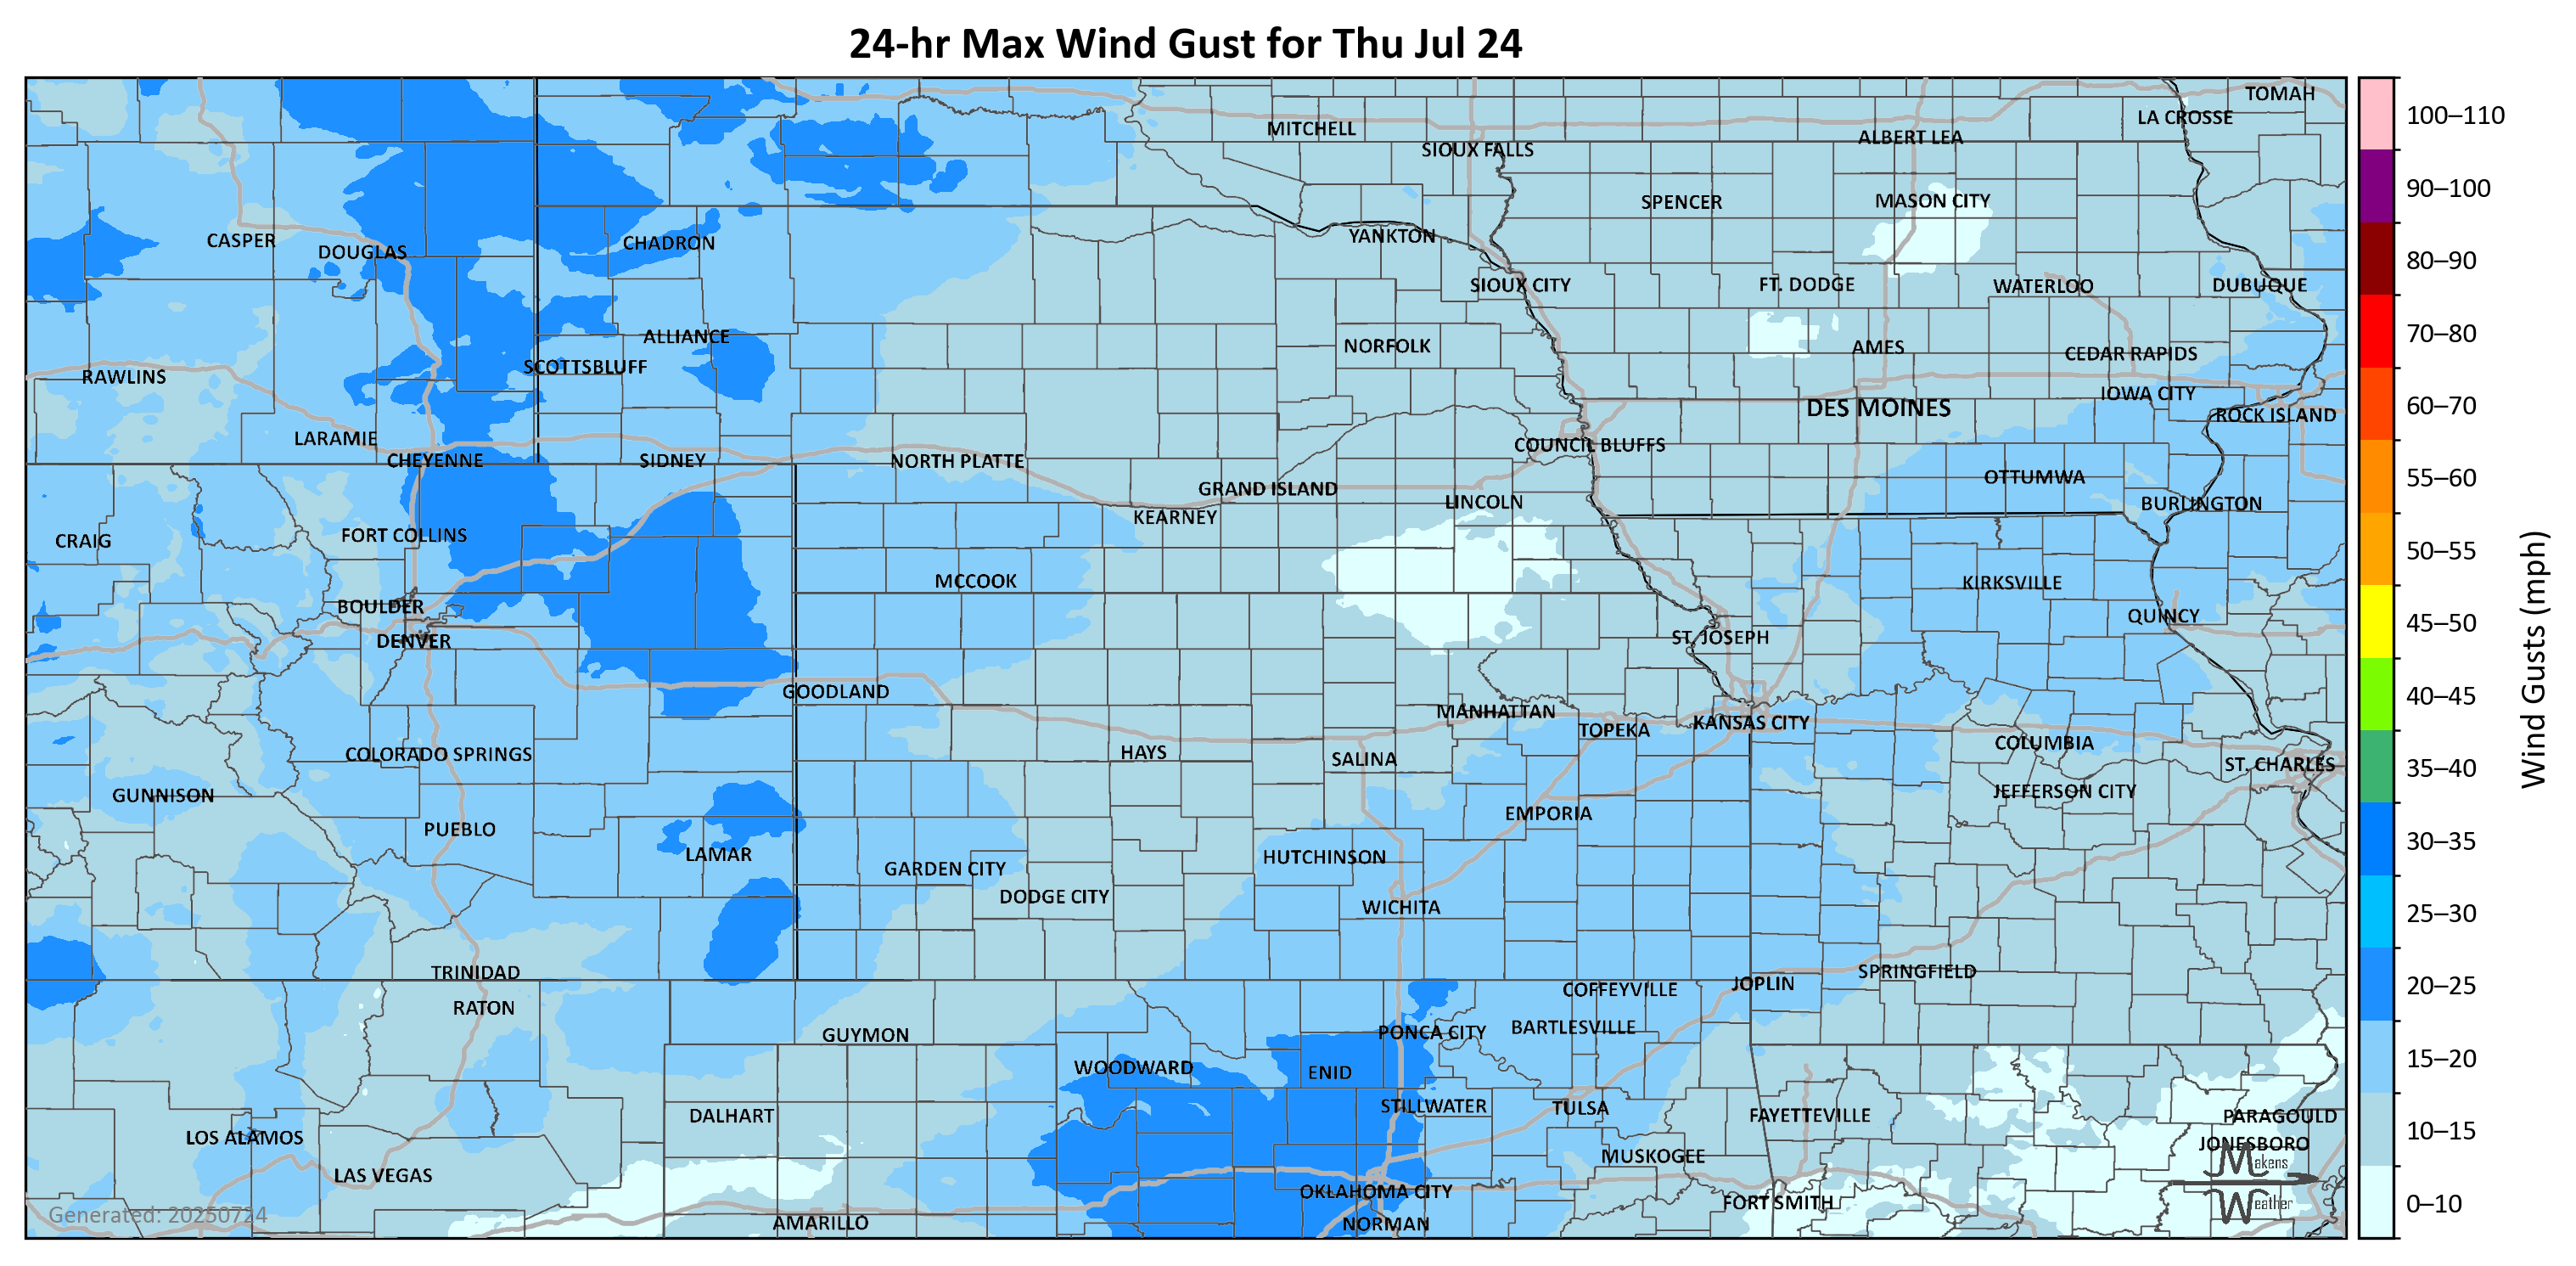 24-hr Max Wind Gust for Thu Jul 24
TOMAH
LA CROSSE
MITCHELL
ALBERT LEA
SIOUX FALLS
SPENCER
MASON CITY
CASPER
DOUGLAS
CHADRON
YANKTON
SIOUX CITY
FT. DODGE
WATERLOO
DUBUQUE
ALLIANCE
NORFOLK
AMES
CEDAR RAPIDS
SCOTTSBLUFF
RAWLINS
IOWA CITY
DES MOINES
ROCK ISLAND
LARAMIE
COUNCIL BLUFFS
CHEYENNE
SIDNEY
NORTH PLATTE
OTTUMWA
GRAND ISLAND
LINCOLN
BURLINGTON
KEARNEY
FORT COLLINS
CRAIG
MCCOOK
KIRKSVILLE
BOULDER
QUINCY
DENVER
ST. JOSEPH
GOODLAND
MANHATTAN
KANSAS CITY
TOPEKA
COLUMBIA
COLORADO SPRINGS
HAYS
SALINA
ST. CHARLES
GUNNISON
JEFFERSON CITY
EMPORIA
PUEBLO
LAMAR
HUTCHINSON
GARDEN CITY
DODGE CITY
WICHITA
TRINIDAD
SPRINGFIELD
JOPLIN
COFFEYVILLE
RATON
BARTLESVILLE
PONCA CITY
GUYMON
WOODWARD
ENID
STILLWATER
TULSA
DALHART
FAYETTEVILLE
PARAGOULD
LOS ALAMOS
JONESBORO
MUSKOGEE
Makens
LAS VEGAS
OKLAHOMA CITY
FORT SMITH
Weather
Generated: 20250724
AMARILLO
NORMAN
100–110
90–100
80–90
70–80
60–70
55–60
50–55
45–50
40–45
35–40
30–35
25–30
20–25
15–20
10–15
0–10
Wind Gusts (mph)